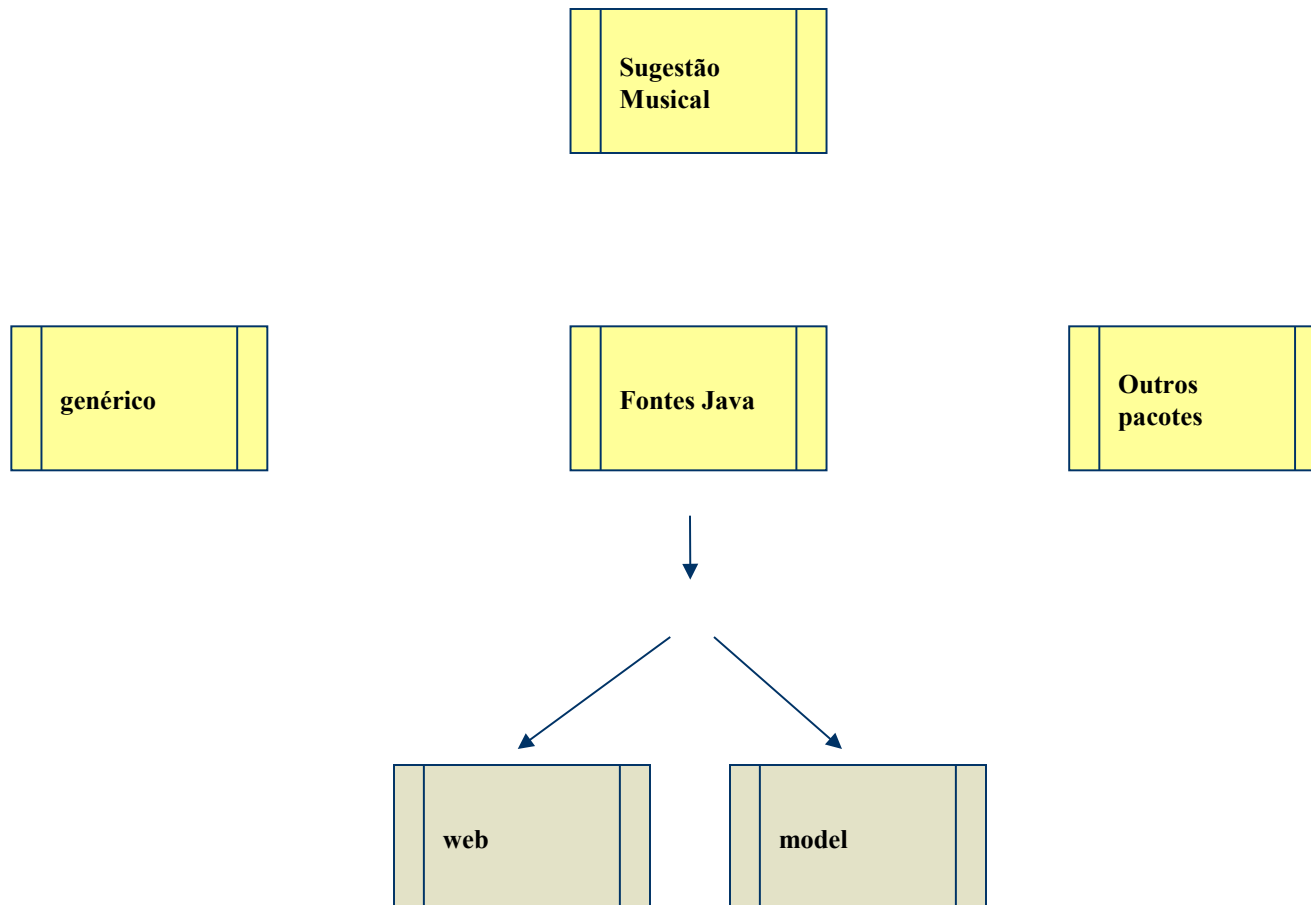 Sugestão
Musical
genérico
Fontes Java
Outros
pacotes
web
model